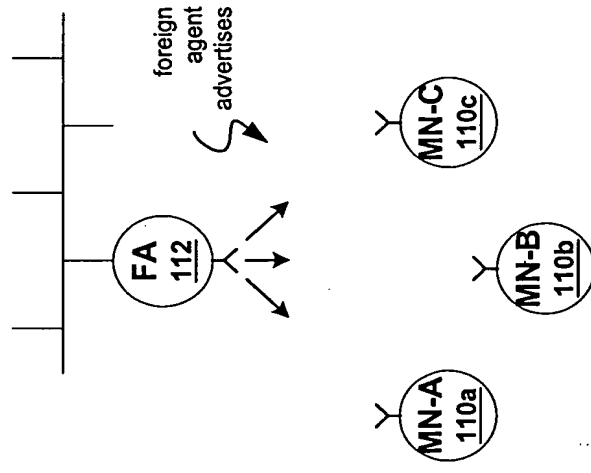 foreign
agent
advertises
FA
112
MN-A
110a
MN-B
110b
MN-C
110c